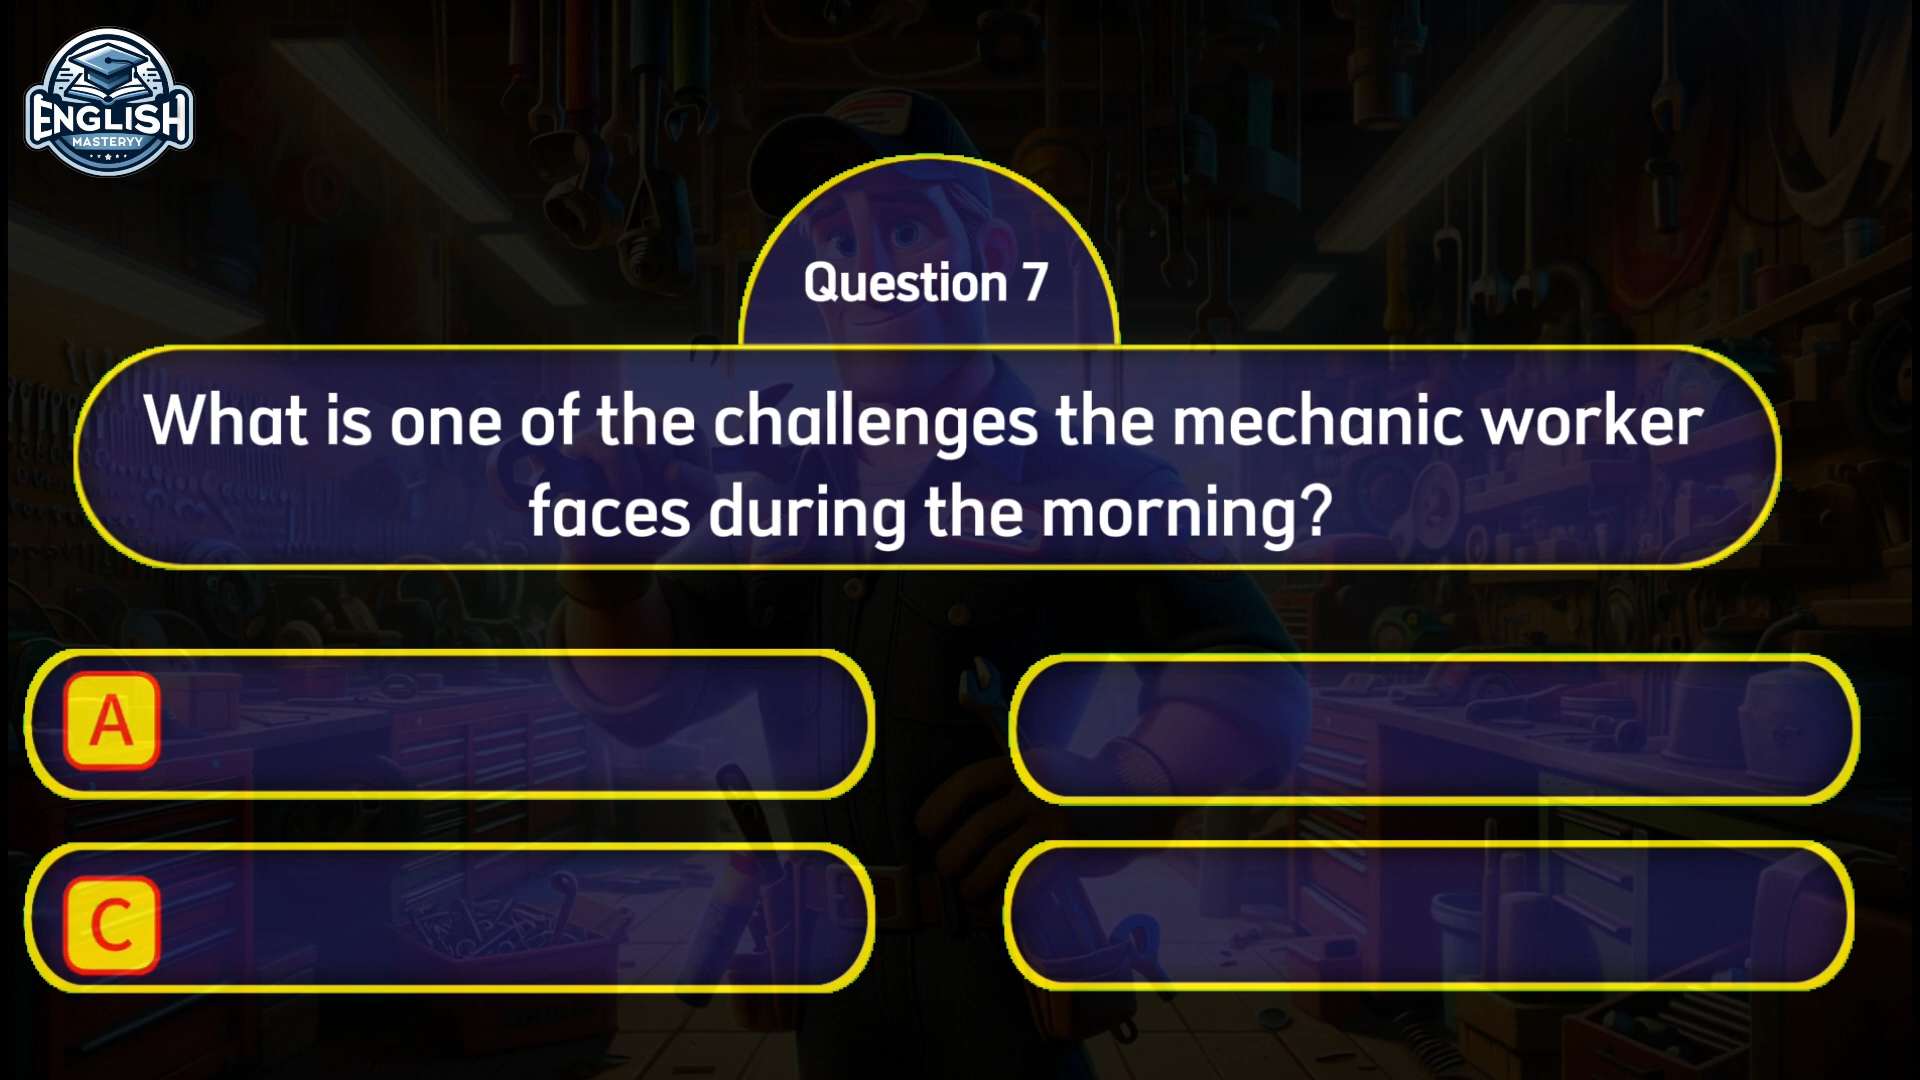 ENGLISH
MASTERYY
Question 7
What is one of the challenges the mechanic worker
faces during the morning?
A
C